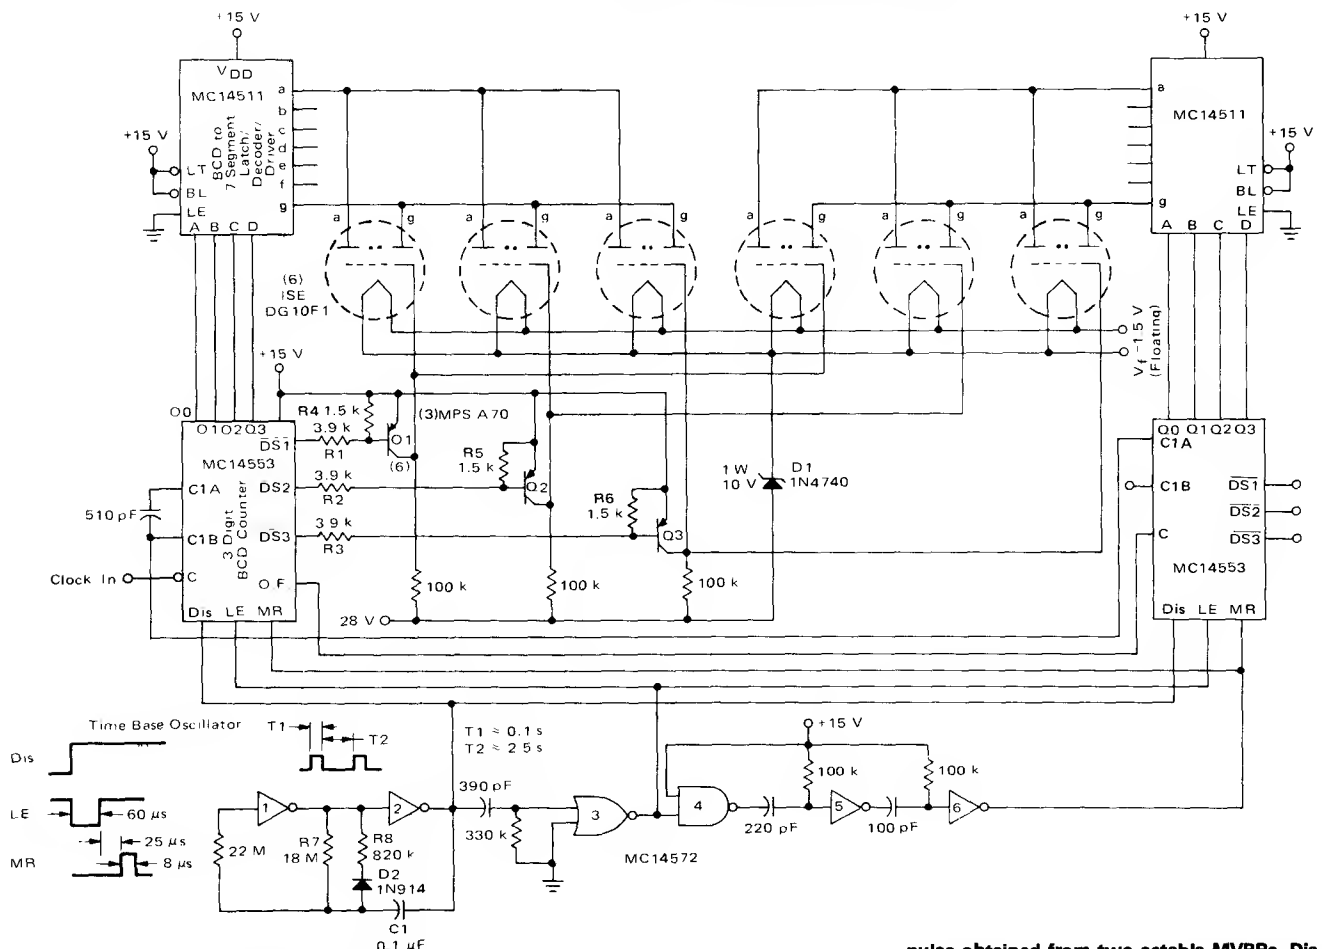 +15 V
+15 V
VDD
MC14511
BCD to
7 Segment
Latch/
Decoder/
Driver
a
b
c
d
e
f
g
+15 V
LT
BL
LE
A B C D
a
MC14511
+15 V
LT
BL
LE
g
A B C D
a g a g a g a g a g a g
(6)
ISE
DG10F1
Vf -1.5 V
(Floating)
+15 V
R4 1.5 k
(3)MPS A70
O0 O1 O2 Q3
DS1
3.9 k
R1
O1
(6)
MC14553
3 Digit
BCD Counter
C1A
DS2
3.9 k
R2
R5
1.5 k
Q2
510 pF
C1B
DS3
3 9 k
R3
R6
1.5 k
Q3
1 W
10 V
D1
1N4740
Clock In
C
O F
Dis LE MR
100 k
100 k
100 k
28 V
Q0 Q1 Q2 Q3
C1A
C1B
C
DS1
DS2
DS3
MC14553
Dis LE MR
Time Base Oscillator
T1
T2
T1 ≈ 0.1 s
T2 ≈ 2 5 s
Dis
LE
60 µs
25 µs
MR
8 µs
+15 V
100 k
100 k
390 pF
1
2
3
4
5
6
22 M
R7
18 M
R8
820 k
D2
1N914
C1
0.1 µF
330 k
MC14572
220 pF
100 pF